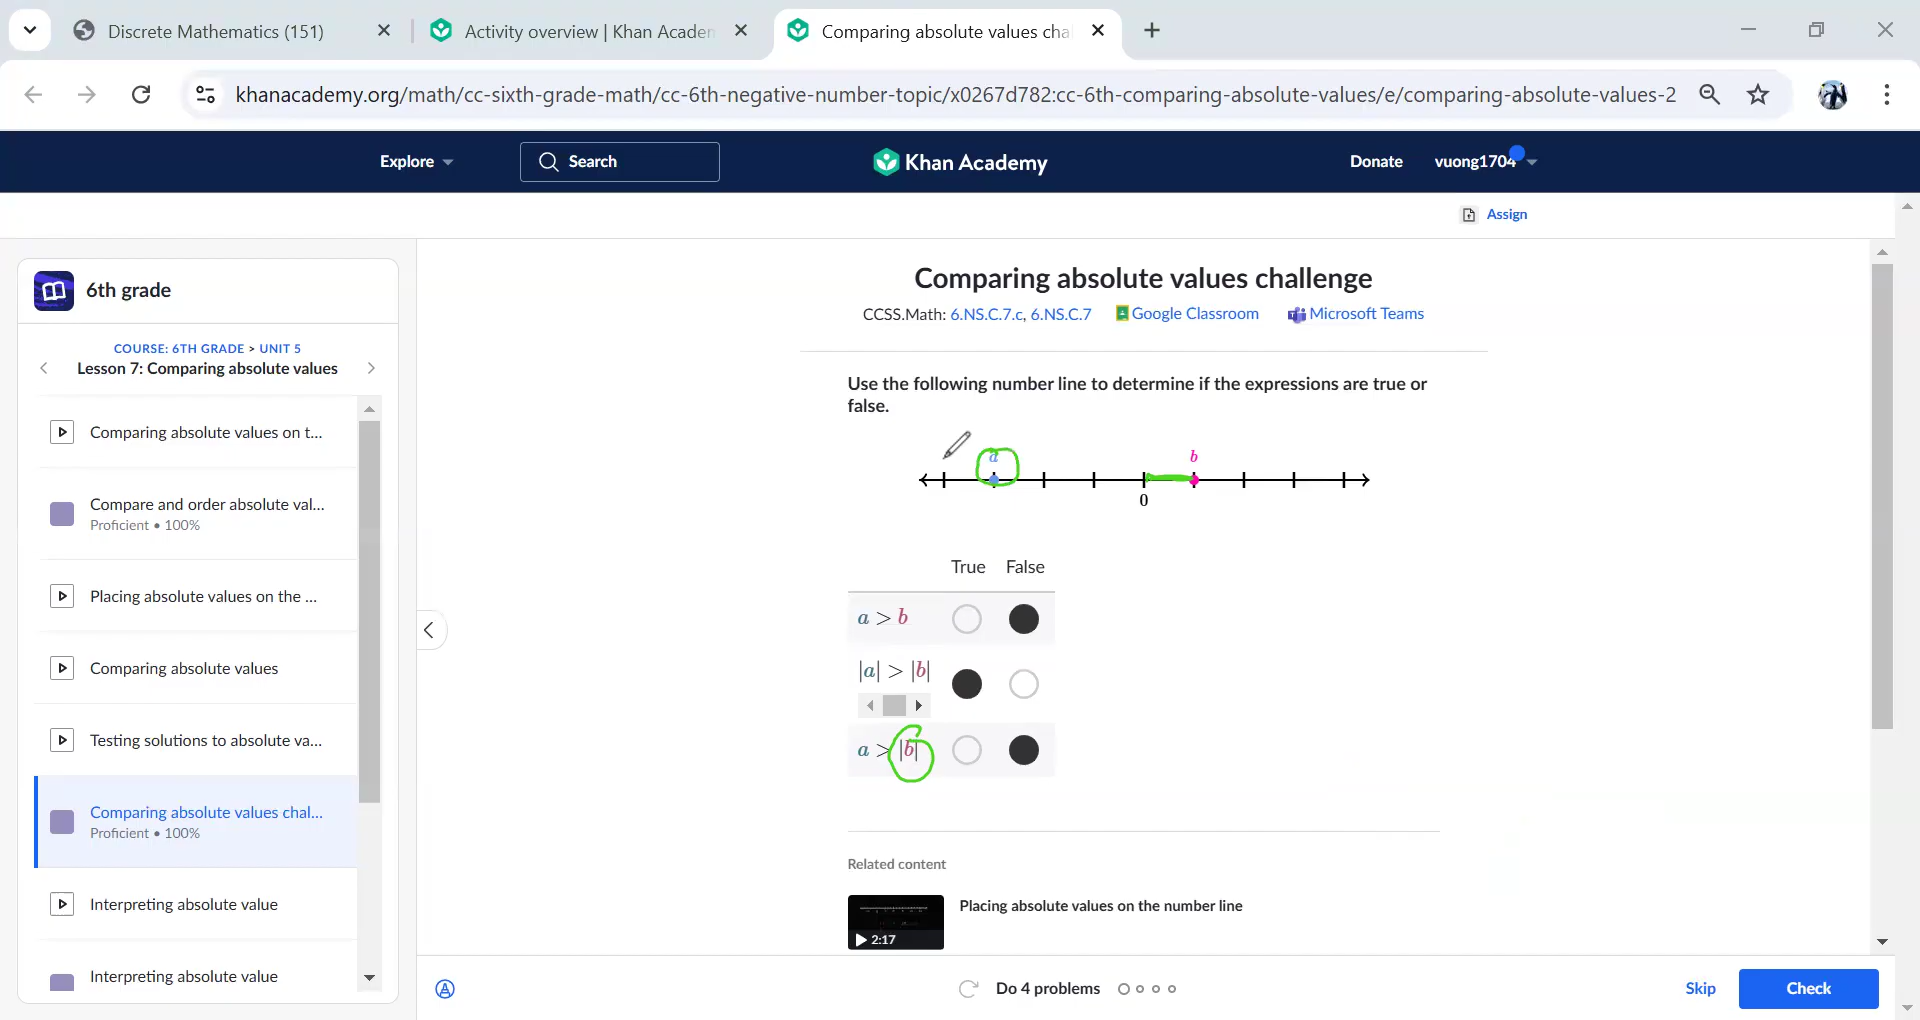 Discrete Mathematics (151)
Activity overview | Khan Academ
Comparing absolute values cha
khanacademy.org/math/cc-sixth-grade-math/cc-6th-negative-number-topic/x0267d782:cc-6th-comparing-absolute-values/e/comparing-absolute-values-2
Explore
Search
Khan Academy
Donate
vuong1704
Assign
6th grade
COURSE: 6TH GRADE > UNIT 5
Lesson 7: Comparing absolute values
Comparing absolute values on t...
Compare and order absolute val...
Proficient • 100%
Placing absolute values on the ...
Comparing absolute values
Testing solutions to absolute va...
Comparing absolute values chal...
Proficient • 100%
Interpreting absolute value
Interpreting absolute value
Comparing absolute values challenge
CCSS.Math: 6.NS.C.7.c, 6.NS.C.7 Google Classroom Microsoft Teams
Use the following number line to determine if the expressions are true or
false.
a b
0
True False
a > b
|a| > |b|
a > |b|
Related content
Placing absolute values on the number line
2:17
Do 4 problems
Skip
Check